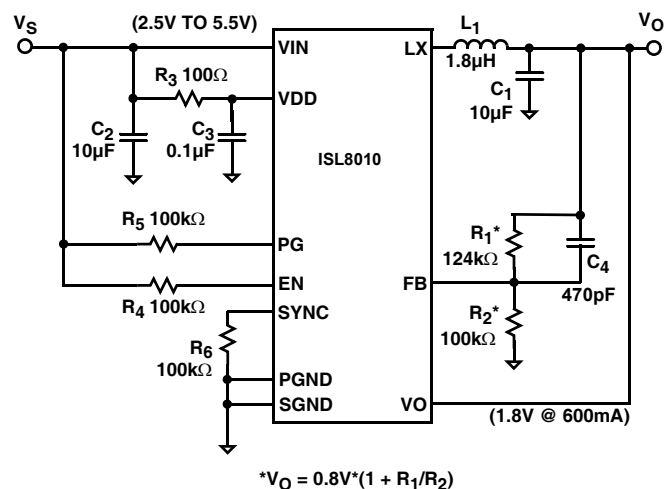 VS
(2.5V TO 5.5V)
VIN
LX
L1
1.8µH
VO
R3 100Ω
C1
10µF
VDD
C2
10µF
C3
0.1µF
ISL8010
R5 100kΩ
PG
R1*
124kΩ
C4
470pF
EN
R4 100kΩ
FB
SYNC
R2*
100kΩ
R6
100kΩ
PGND
SGND
VO
(1.8V @ 600mA)
*VO = 0.8V*(1 + R1/R2)